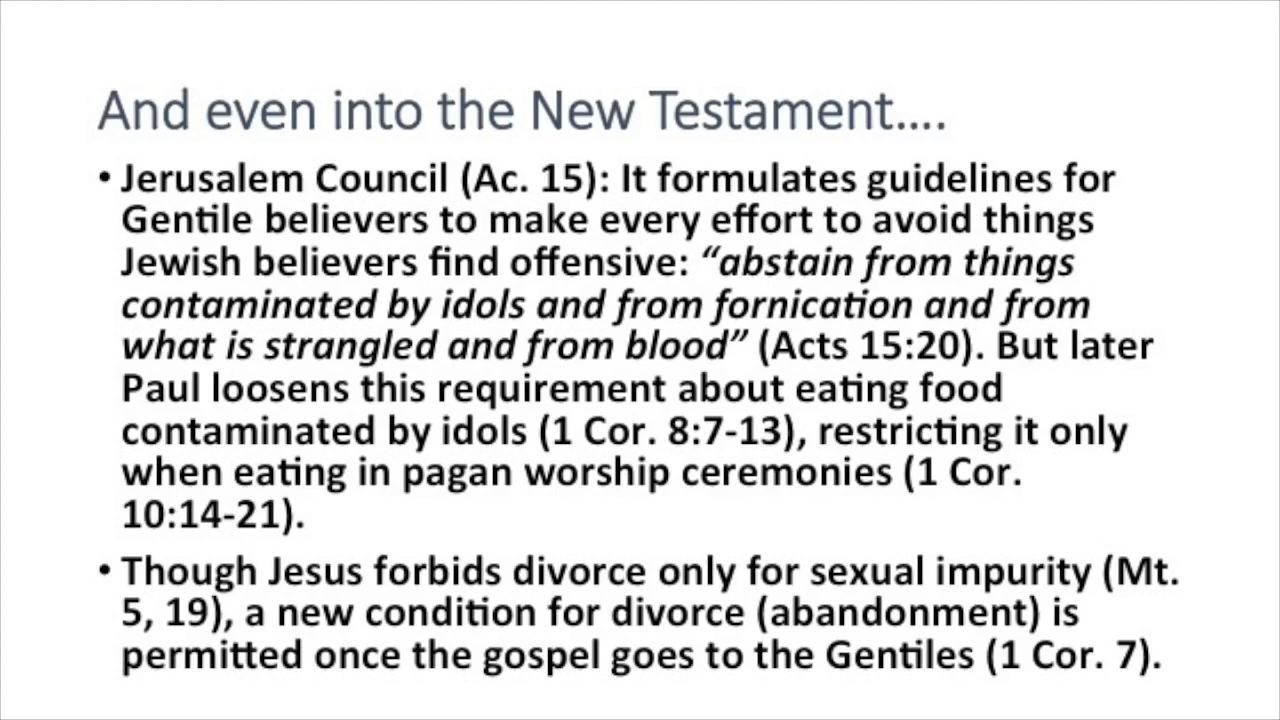 And even into the New Testament....
• Jerusalem Council (Ac. 15): It formulates guidelines for
Gentile believers to make every effort to avoid things
Jewish believers find offensive: “abstain from things
contaminated by idols and from fornication and from
what is strangled and from blood” (Acts 15:20). But later
Paul loosens this requirement about eating food
contaminated by idols (1 Cor. 8:7-13), restricting it only
when eating in pagan worship ceremonies (1 Cor.
10:14-21).
• Though Jesus forbids divorce only for sexual impurity (Mt.
5, 19), a new condition for divorce (abandonment) is
permitted once the gospel goes to the Gentiles (1 Cor. 7).